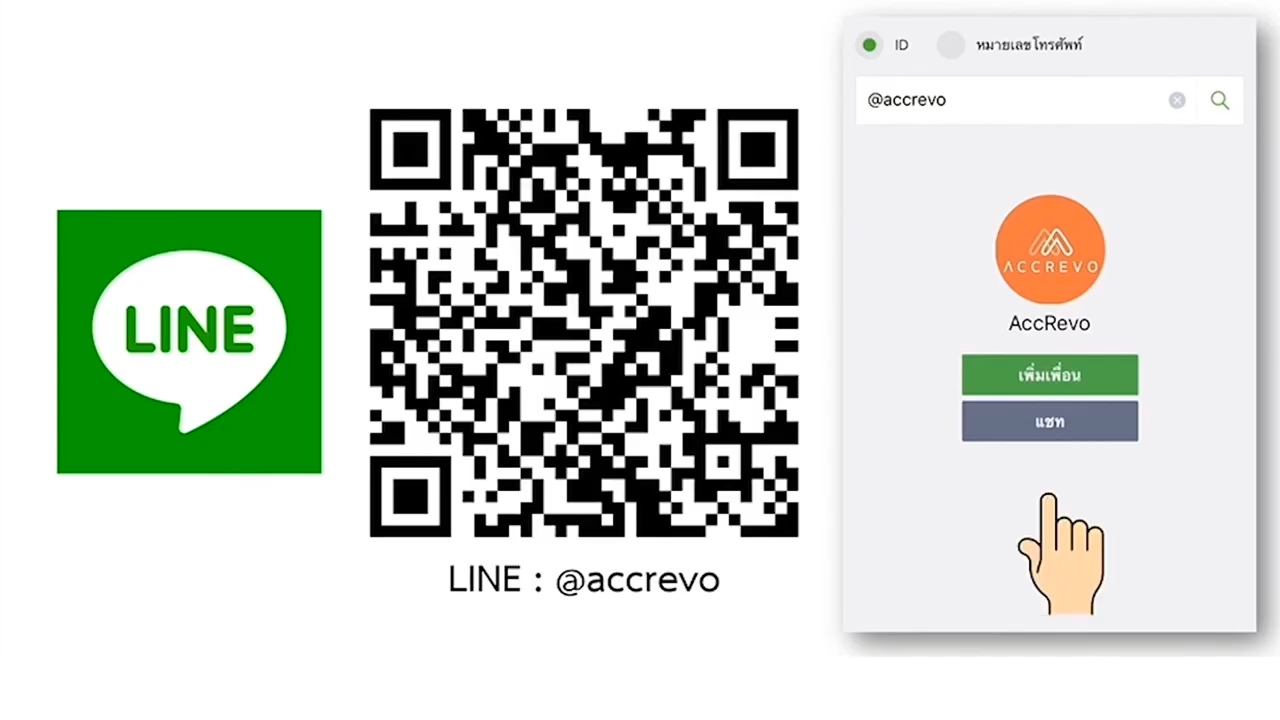 LINE
LINE : @accrevo
ID
หมายเลขโทรศัพท์
@accrevo
ACCREVO
AccRevo
เพิ่มเพื่อน
แชท